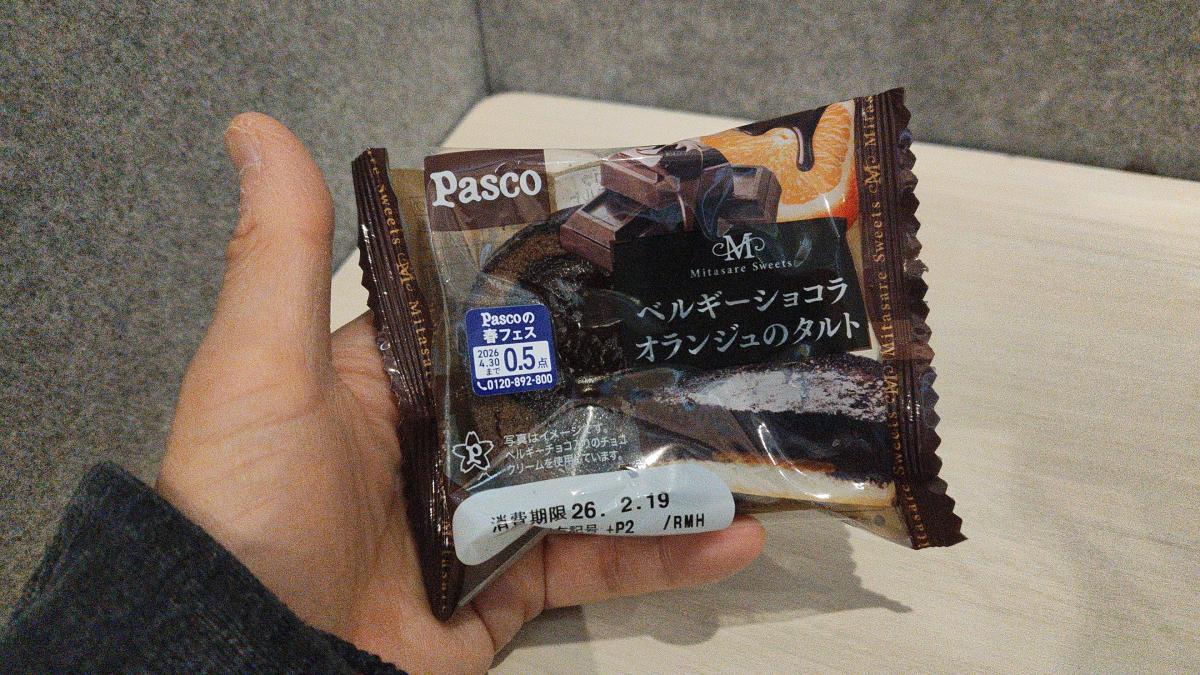 Pasco
M
Mitasare Sweets
ベルギーショコラ
オランジュのタルト
Pascoの
春フェス
2026
4.30
まで
0.5点
0120-892-800
P
写真はイメージです。
ベルギーチョコ入りのチョコ
クリームを使用しています。
消費期限 26. 2.19
+P2 /RMH
Sweets M Mitasa
Mitasare Sweets M Mitas